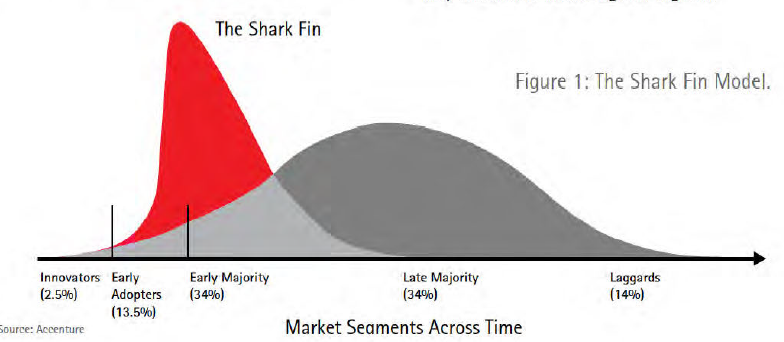 The Shark Fin
Figure 1: The Shark Fin Model.
Innovators
(2.5%)
Early
Adopters
(13.5%)
Early Majority
(34%)
Late Majority
(34%)
Laggards
(14%)
Source: Accenture
Market Segments Across Time